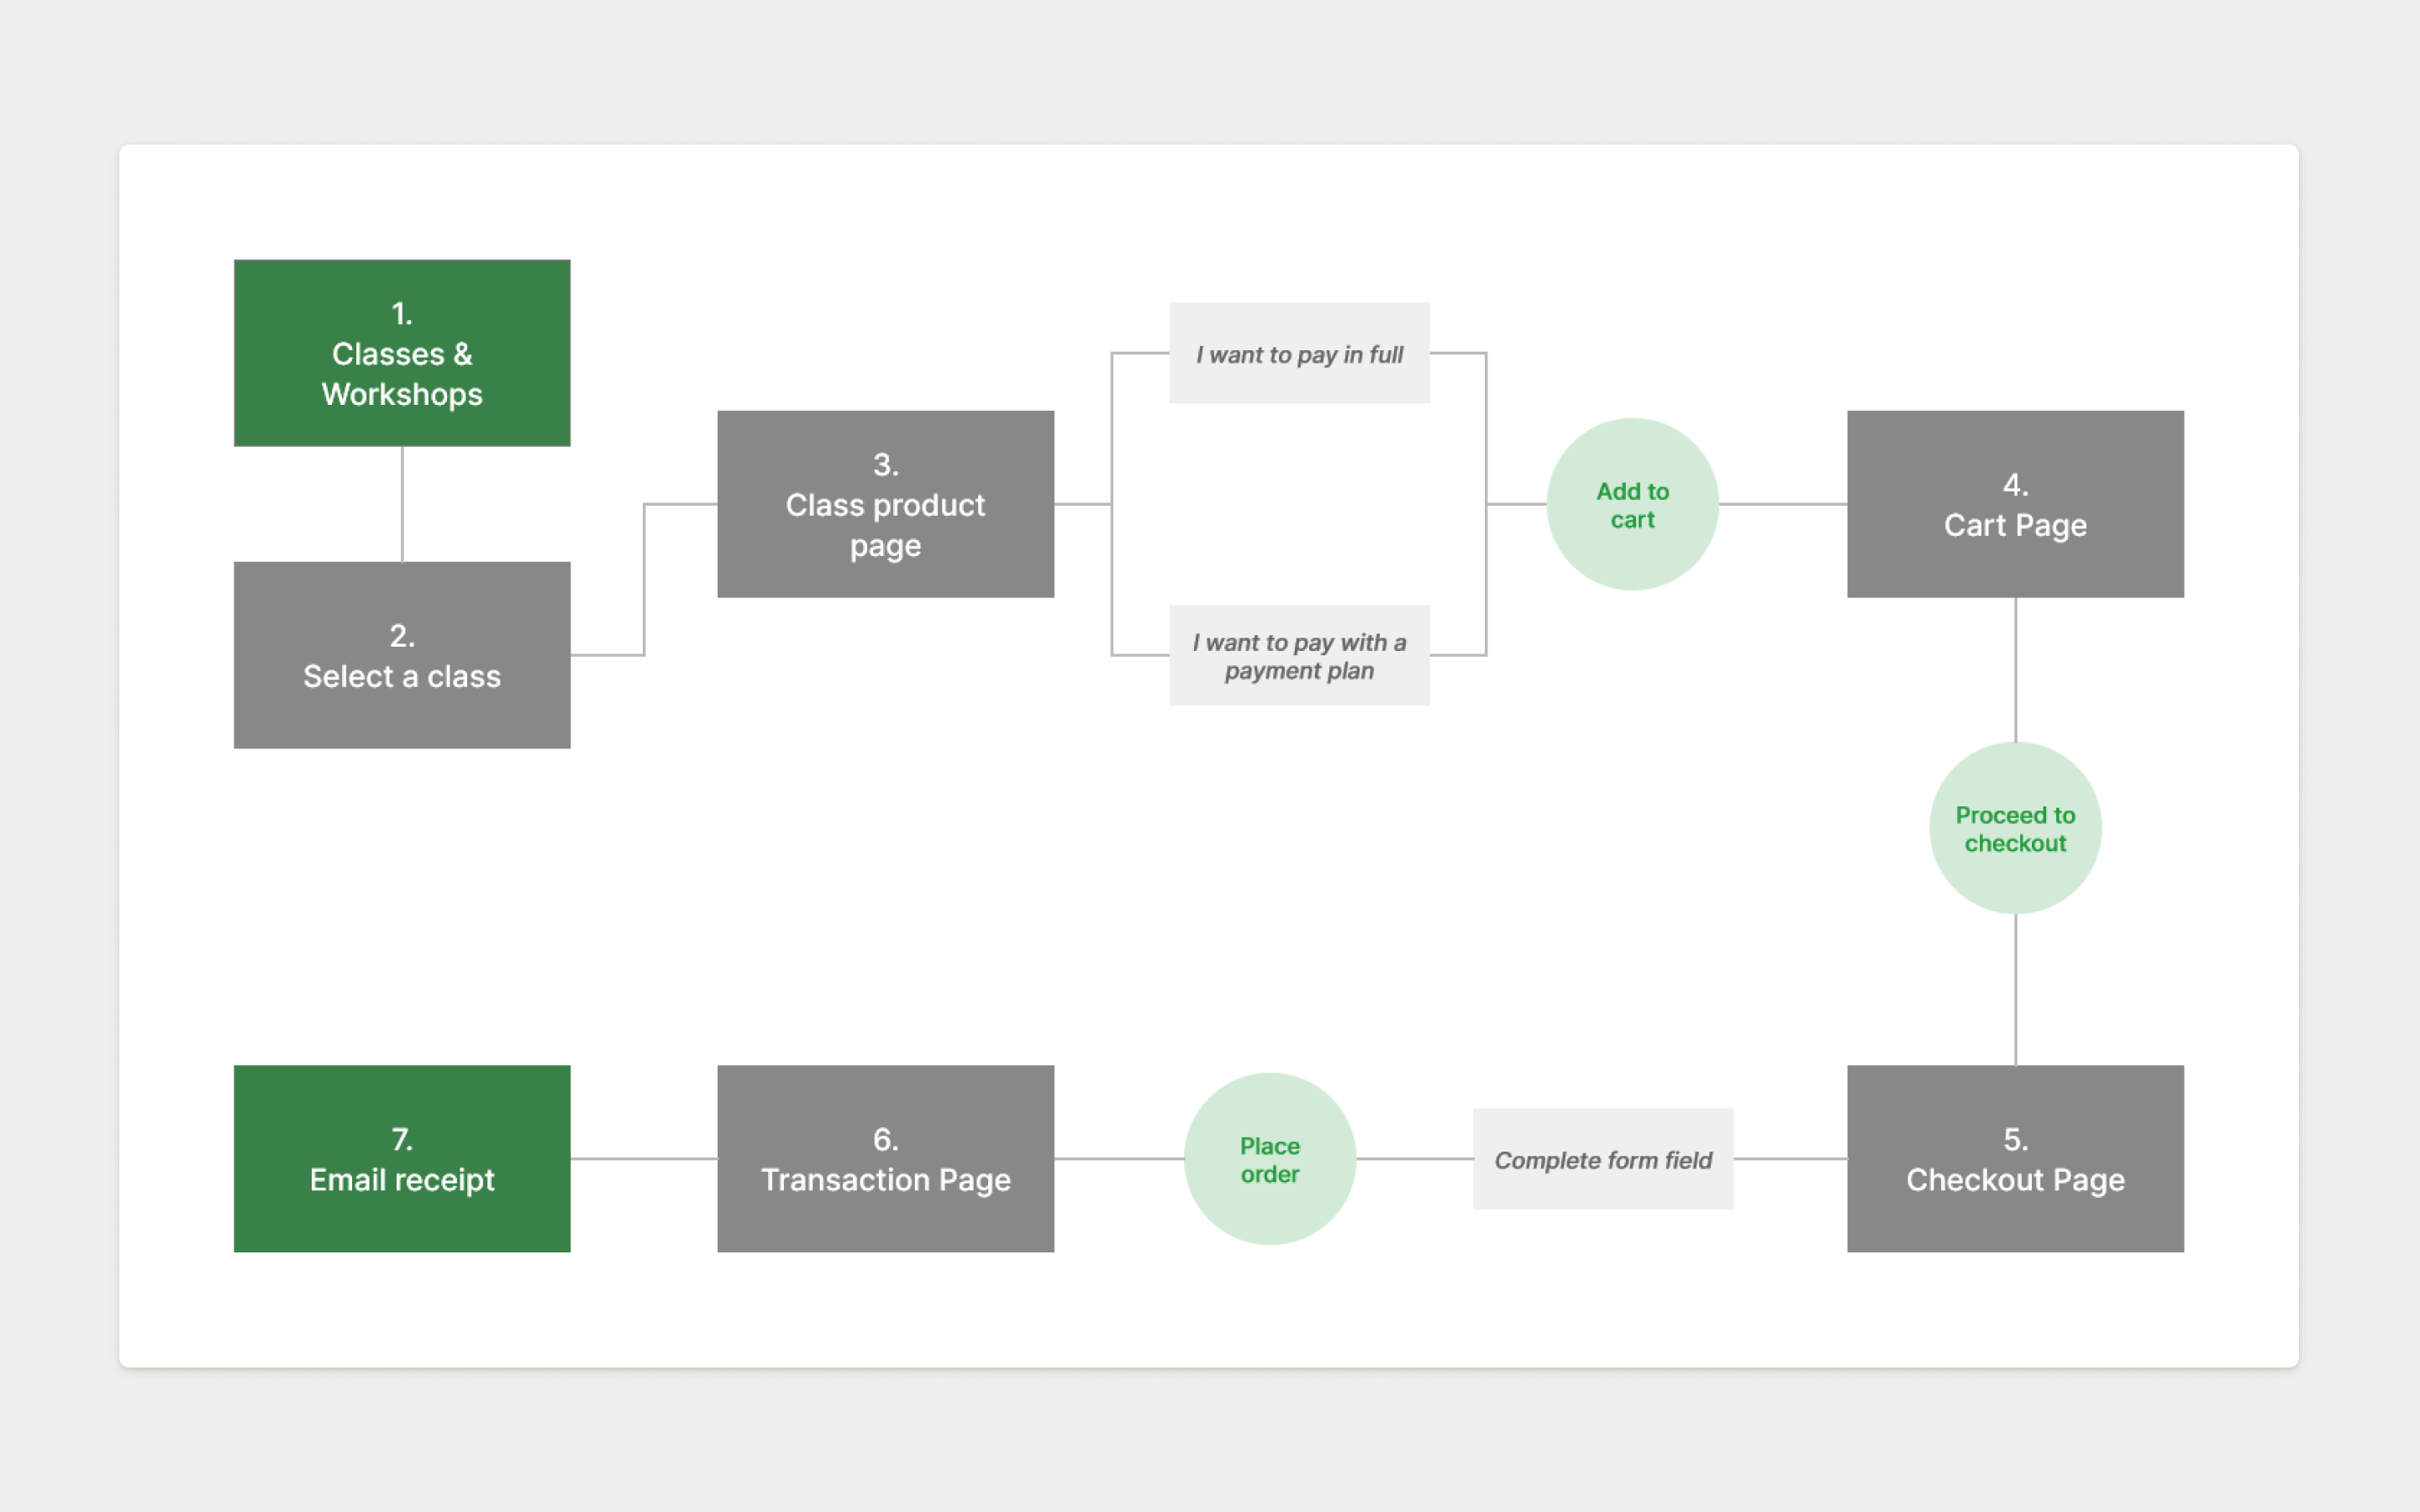 1.
Classes &
Workshops
2.
Select a class
3.
Class product
page
I want to pay in full
I want to pay with a
payment plan
Add to
cart
4.
Cart Page
Proceed to
checkout
5.
Checkout Page
Complete form field
Place
order
6.
Transaction Page
7.
Email receipt